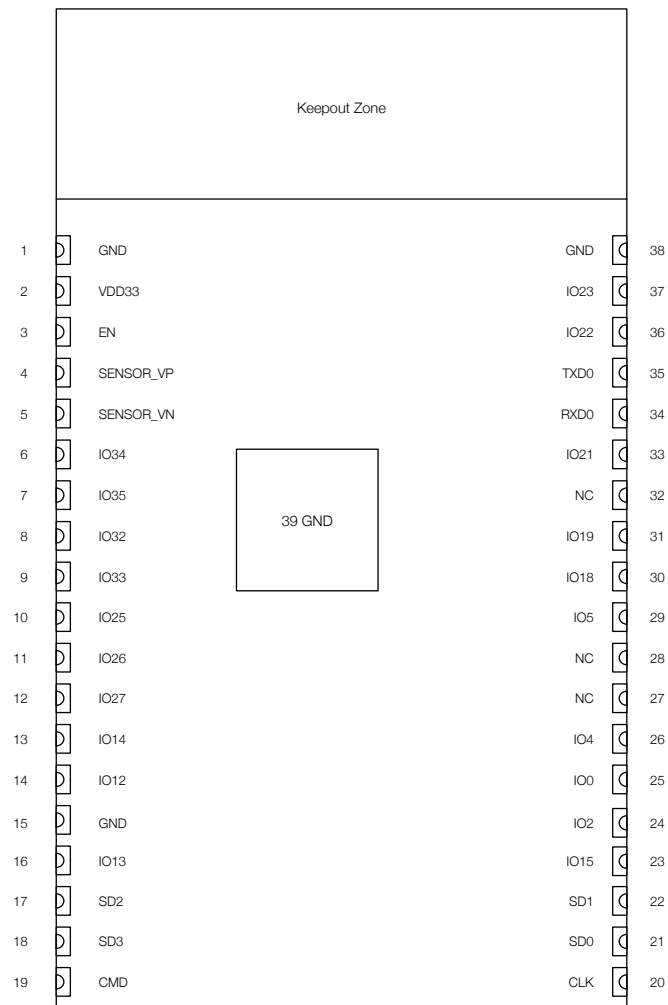 Keepout Zone
1 GND GND 38
2 VDD33 IO23 37
3 EN IO22 36
4 SENSOR_VP TXD0 35
5 SENSOR_VN RXD0 34
6 IO34 IO21 33
7 IO35 NC 32
39 GND
8 IO32 IO19 31
9 IO33 IO18 30
10 IO25 IO5 29
11 IO26 NC 28
12 IO27 NC 27
13 IO14 IO4 26
14 IO12 IO0 25
15 GND IO2 24
16 IO13 IO15 23
17 SD2 SD1 22
18 SD3 SD0 21
19 CMD CLK 20